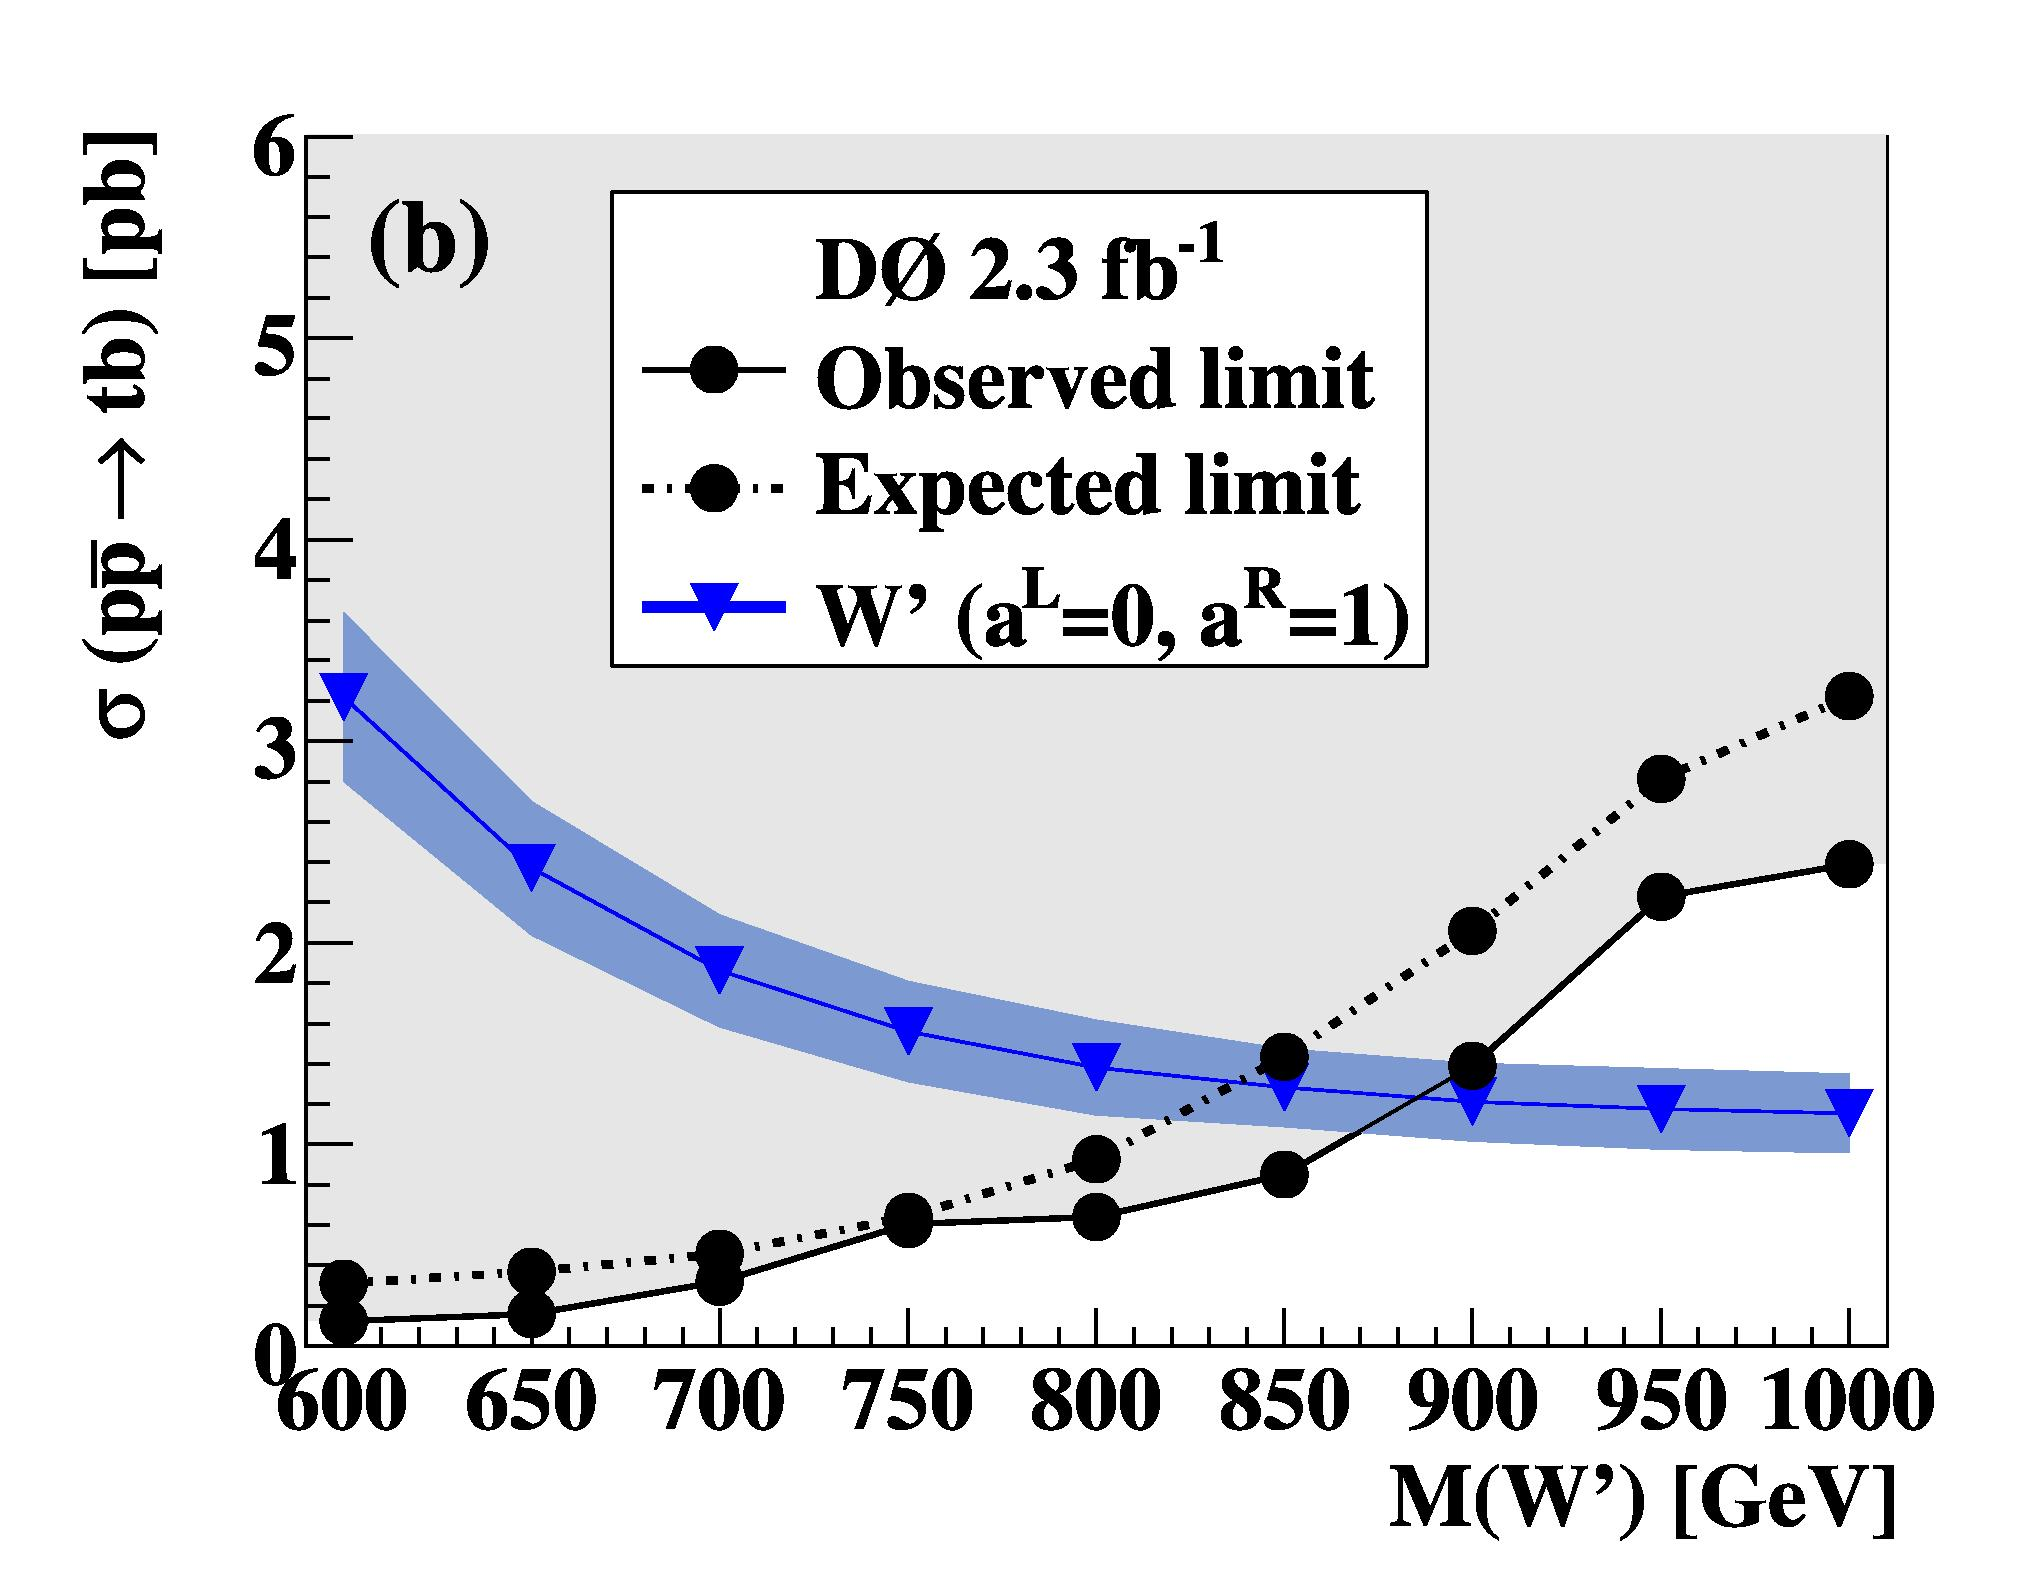 σ (pp̅ → tb) [pb]
6
5
4
3
2
1
0
(b)
DØ 2.3 fb⁻¹
Observed limit
Expected limit
W’ (aᴸ=0, aᴿ=1)
600 650 700 750 800 850 900 950 1000
M(W’) [GeV]